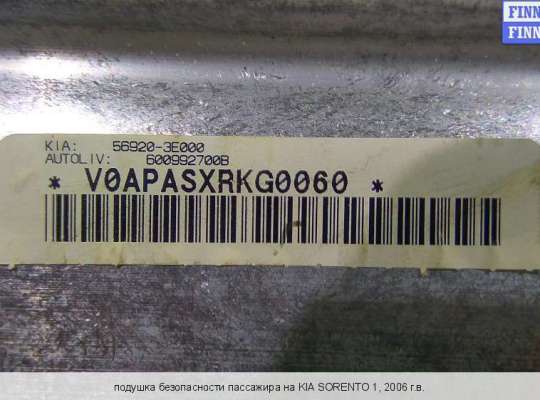 FINN
FINN
KIA: 56920-3E000
AUTOLIV: 600992700B
* V0APASXRKG0060 *
подушка безопасности пассажира на KIA SORENTO 1, 2006 г.в.